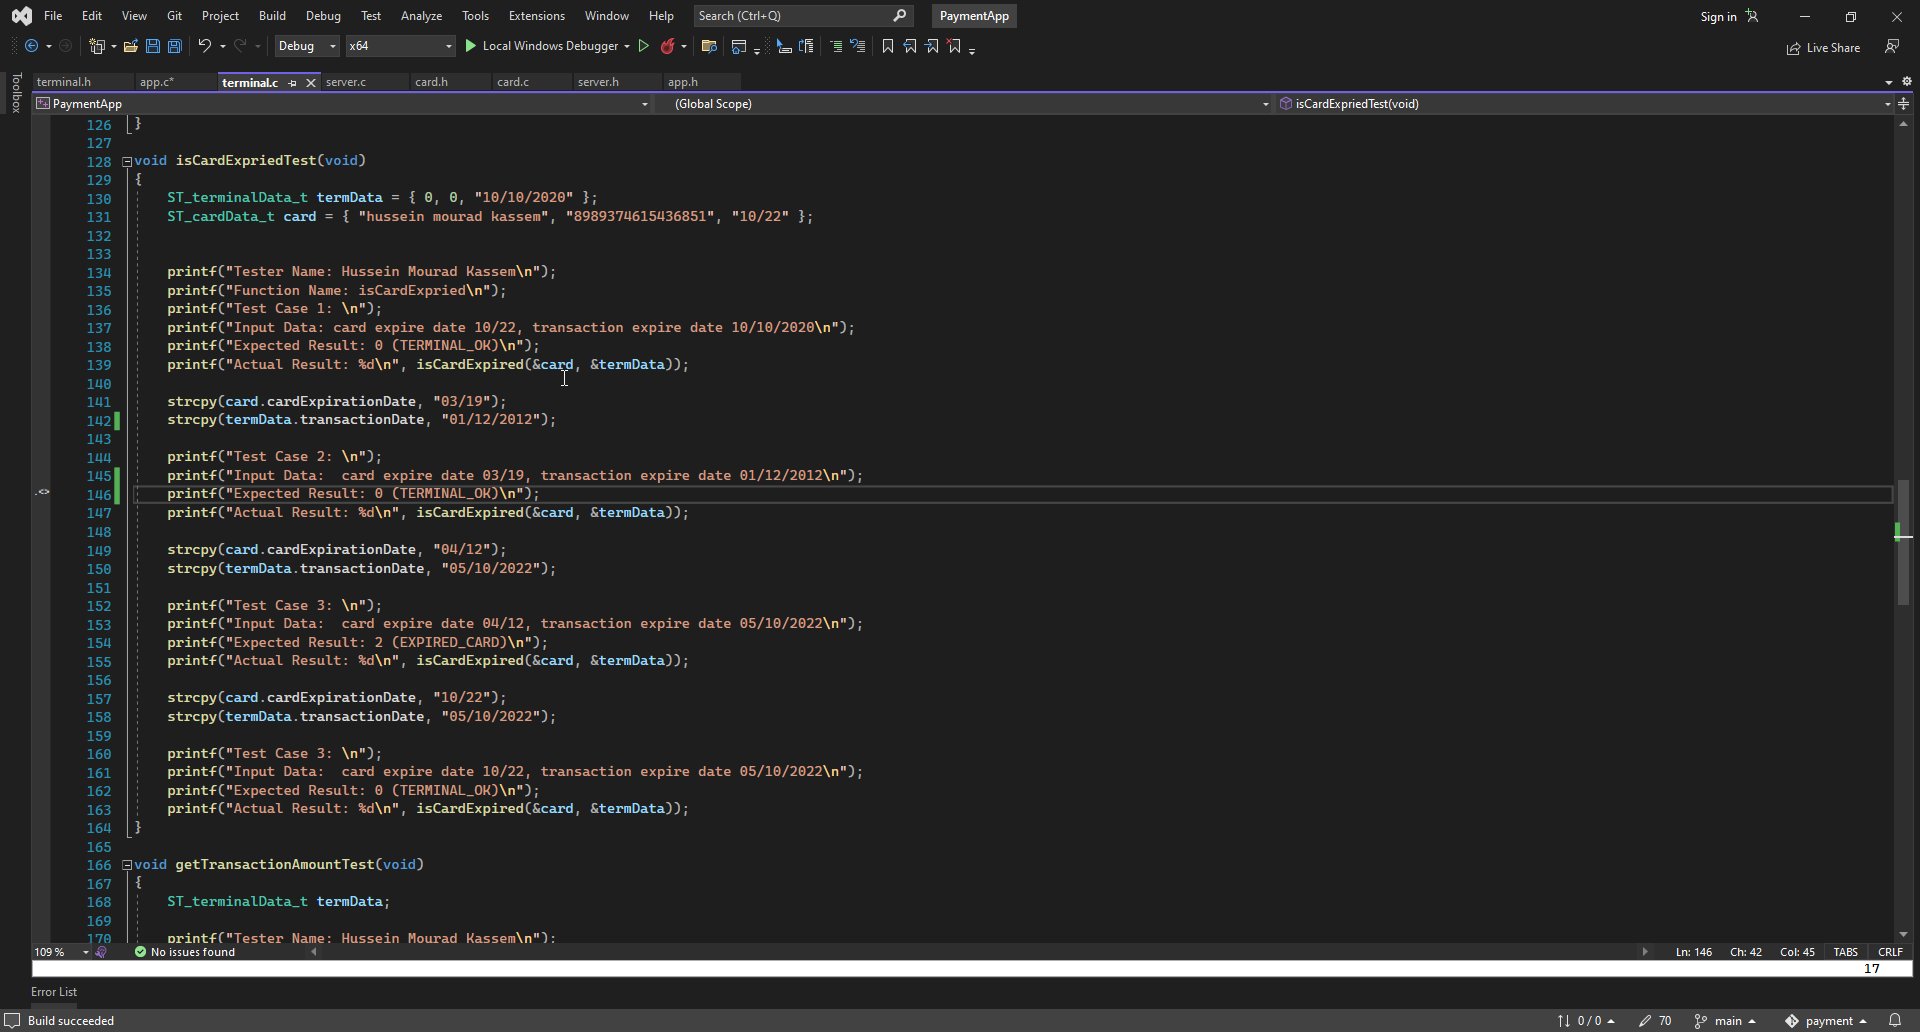 File Edit View Git Project Build Debug Test Analyze Tools Extensions Window Help Search (Ctrl+Q) PaymentApp Sign in
Debug x64 Local Windows Debugger Live Share
Toolbox
terminal.h app.c* terminal.c server.c card.h card.c server.h app.h
PaymentApp (Global Scope) isCardExpriedTest(void)
126 }
127
128 void isCardExpriedTest(void)
129 {
130 ST_terminalData_t termData = { 0, 0, "10/10/2020" };
131 ST_cardData_t card = { "hussein mourad kassem", "8989374615436851", "10/22" };
132
133
134 printf("Tester Name: Hussein Mourad Kassem\n");
135 printf("Function Name: isCardExpried\n");
136 printf("Test Case 1: \n");
137 printf("Input Data: card expire date 10/22, transaction expire date 10/10/2020\n");
138 printf("Expected Result: 0 (TERMINAL_OK)\n");
139 printf("Actual Result: %d\n", isCardExpired(&card, &termData));
140
141 strcpy(card.cardExpirationDate, "03/19");
142 strcpy(termData.transactionDate, "01/12/2012");
143
144 printf("Test Case 2: \n");
145 printf("Input Data:  card expire date 03/19, transaction expire date 01/12/2012\n");
146 printf("Expected Result: 0 (TERMINAL_OK)\n");
147 printf("Actual Result: %d\n", isCardExpired(&card, &termData));
148
149 strcpy(card.cardExpirationDate, "04/12");
150 strcpy(termData.transactionDate, "05/10/2022");
151
152 printf("Test Case 3: \n");
153 printf("Input Data:  card expire date 04/12, transaction expire date 05/10/2022\n");
154 printf("Expected Result: 2 (EXPIRED_CARD)\n");
155 printf("Actual Result: %d\n", isCardExpired(&card, &termData));
156
157 strcpy(card.cardExpirationDate, "10/22");
158 strcpy(termData.transactionDate, "05/10/2022");
159
160 printf("Test Case 3: \n");
161 printf("Input Data:  card expire date 10/22, transaction expire date 05/10/2022\n");
162 printf("Expected Result: 0 (TERMINAL_OK)\n");
163 printf("Actual Result: %d\n", isCardExpired(&card, &termData));
164 }
165
166 void getTransactionAmountTest(void)
167 {
168 ST_terminalData_t termData;
169
170 printf("Tester Name: Hussein Mourad Kassem\n");
109 % No issues found Ln: 146 Ch: 42 Col: 45 TABS CRLF
17
Error List
Build succeeded 0 / 0 70 main payment